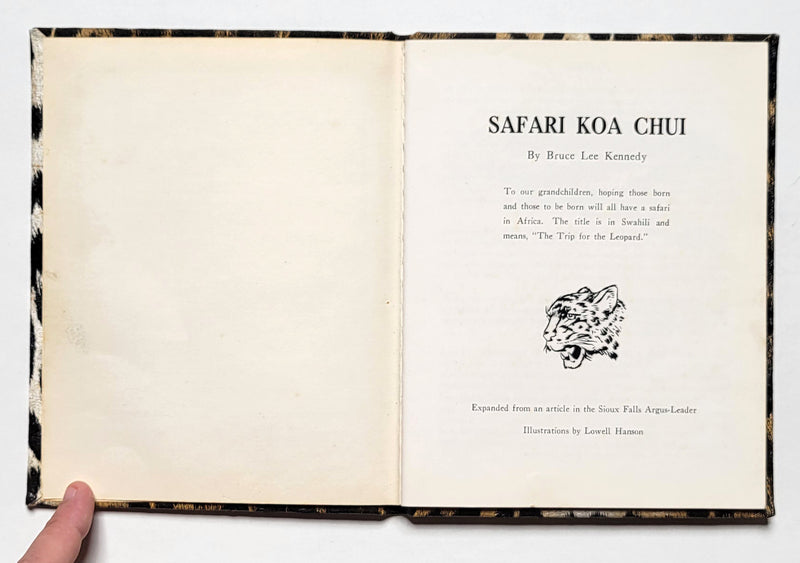 SAFARI KOA CHUI
By Bruce Lee Kennedy
To our grandchildren, hoping those born
and those to be born will all have a safari
in Africa. The title is in Swahili and
means, "The Trip for the Leopard."
Expanded from an article in the Sioux Falls Argus-Leader
Illustrations by Lowell Hanson